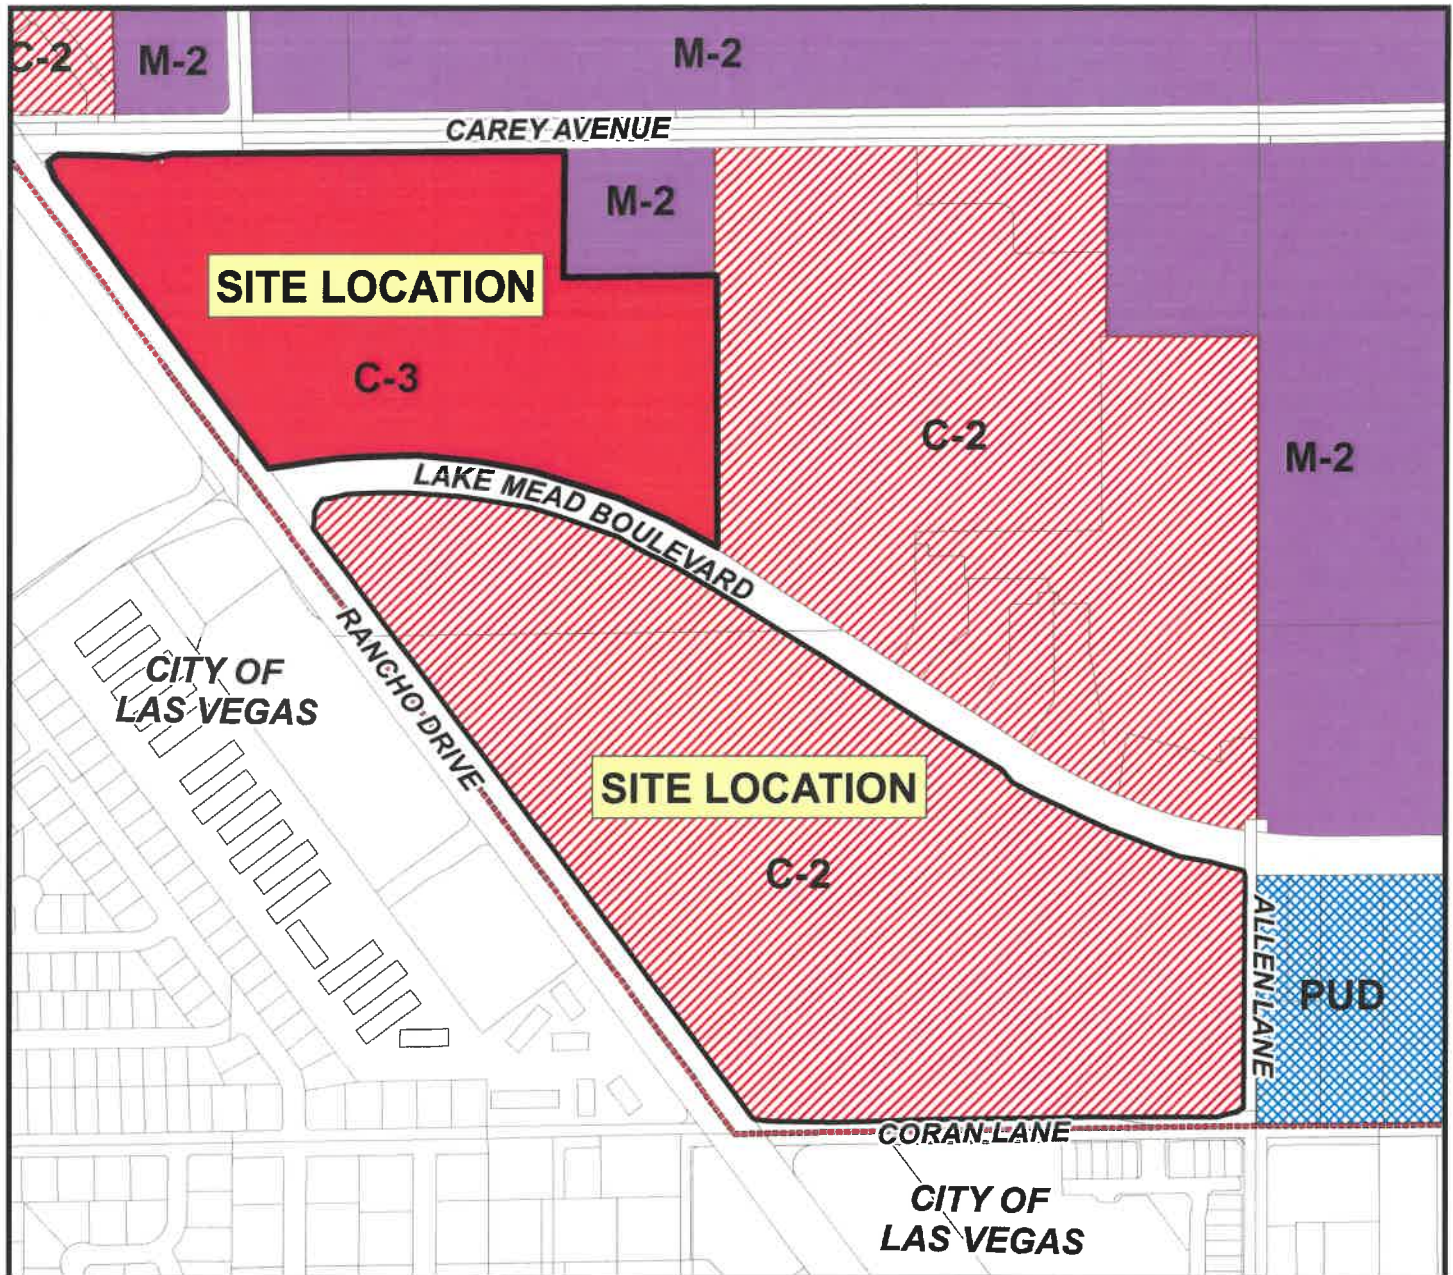 C-2
M-2
M-2
CAREY AVENUE
M-2
SITE LOCATION
C-3
C-2
M-2
LAKE MEAD BOULEVARD
RANCHO DRIVE
CITY OF
LAS VEGAS
SITE LOCATION
C-2
ALLEN LANE
PUD
CORAN LANE
CITY OF
LAS VEGAS